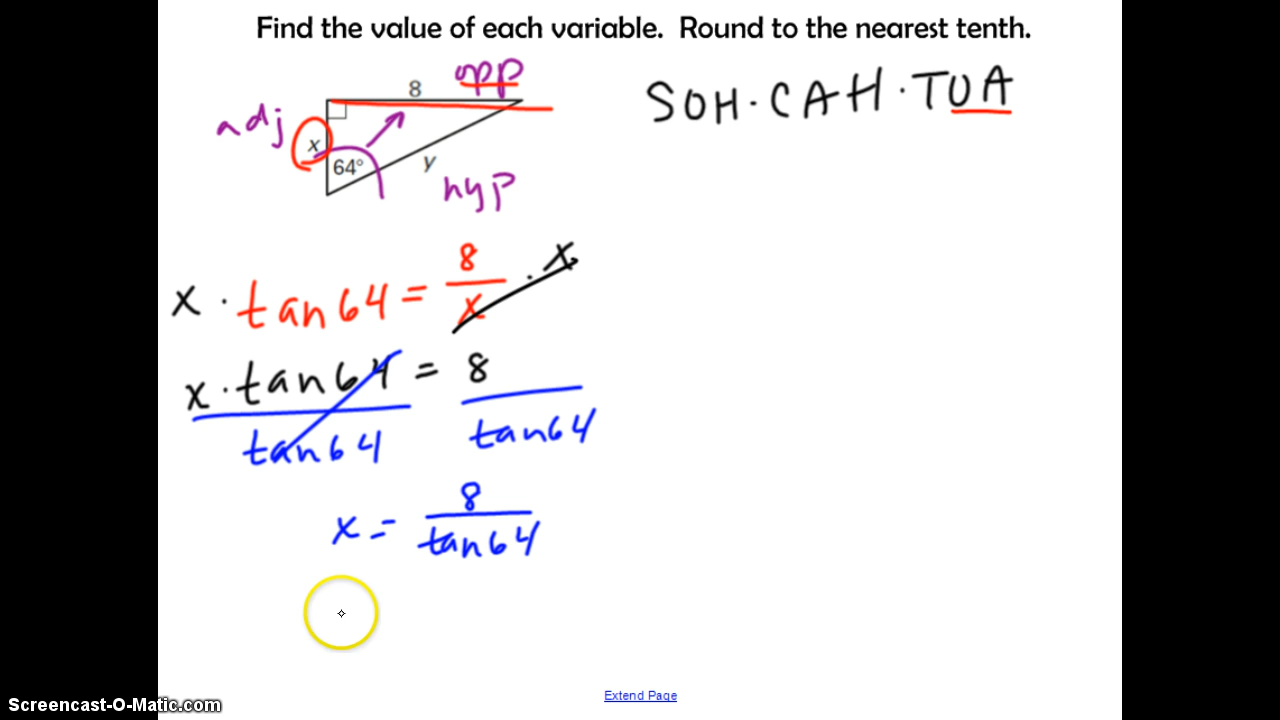 Find the value of each variable. Round to the nearest tenth.
8 opp
SOH·CAH·TOA
adj
x
64°
y
hyp
x · tan64 = 8/x · x
x · tan64 = 8
tan64 tan64
x = 8/tan64
Extend Page
Screencast-O-Matic.com